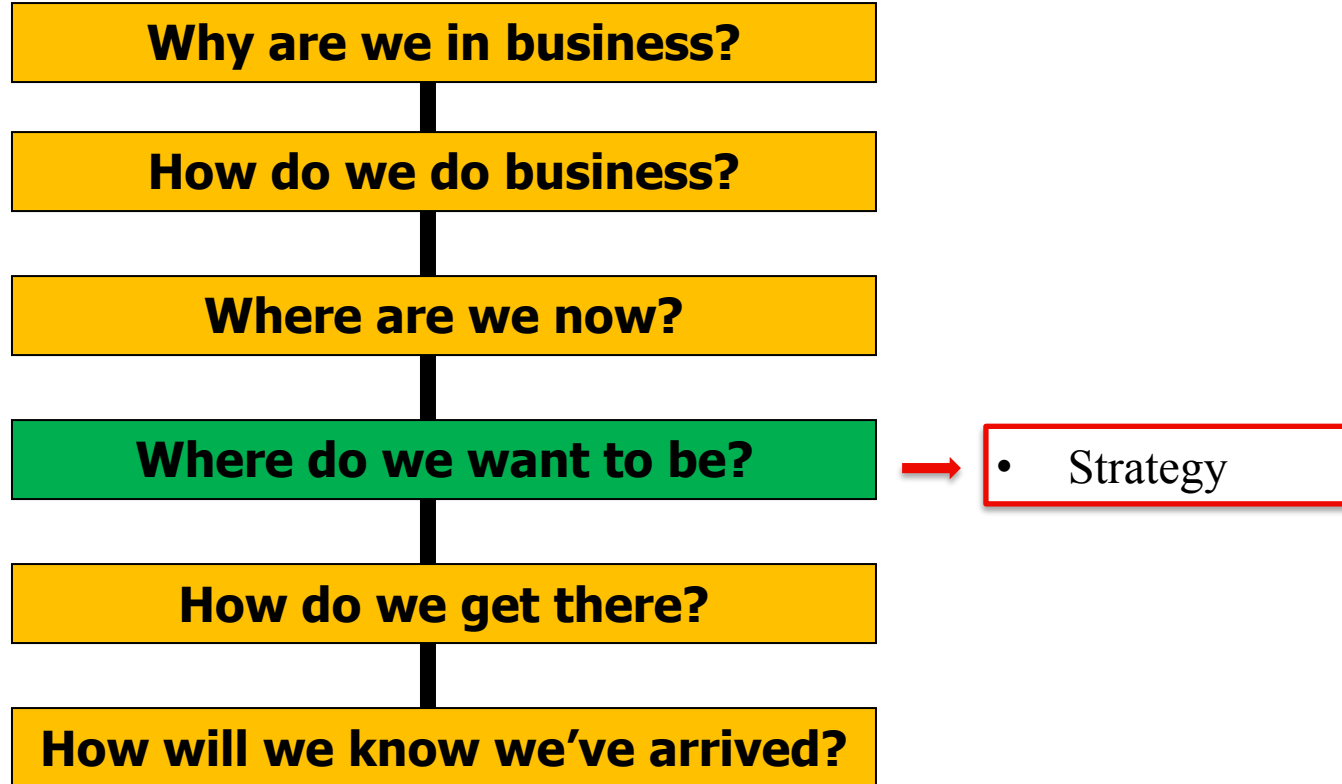 Why are we in business?
How do we do business?
Where are we now?
Where do we want to be?
• Strategy
How do we get there?
How will we know we’ve arrived?